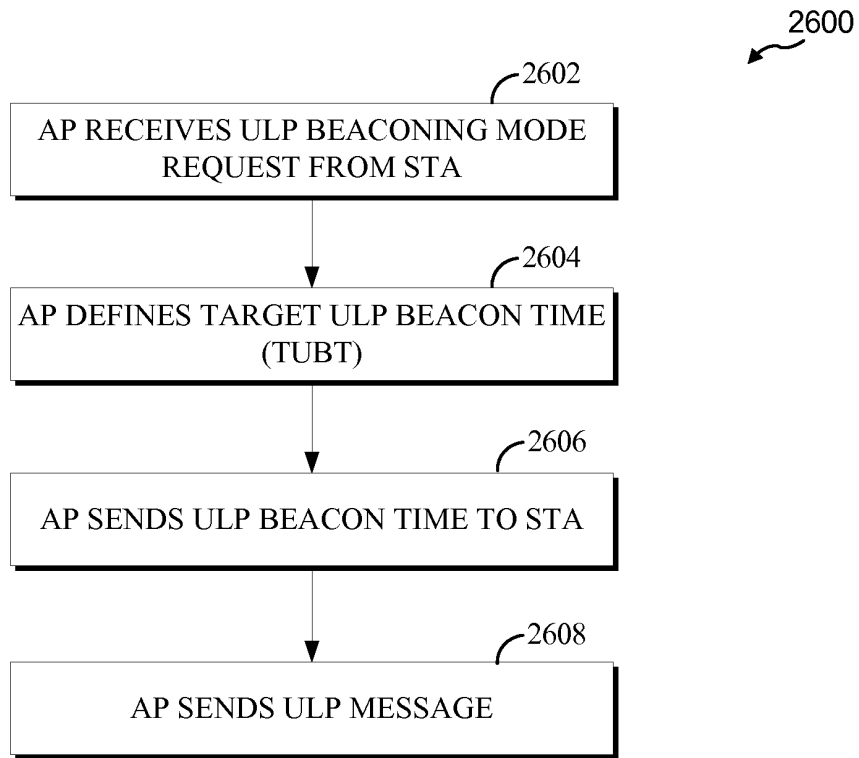 2600
2602
AP RECEIVES ULP BEACONING MODE
REQUEST FROM STA
2604
AP DEFINES TARGET ULP BEACON TIME
(TUBT)
2606
AP SENDS ULP BEACON TIME TO STA
2608
AP SENDS ULP MESSAGE